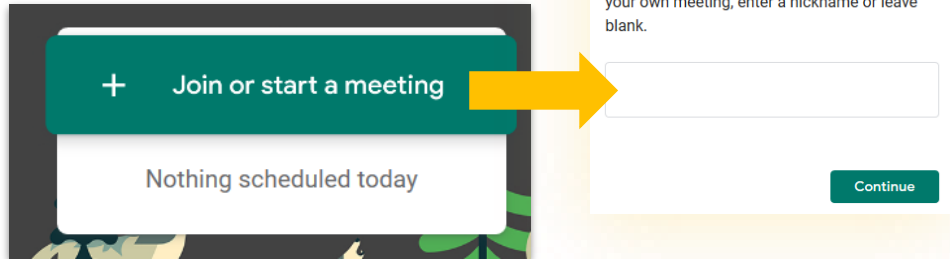 + Join or start a meeting
Nothing scheduled today
your own meeting, enter a nickname or leave
blank.
Continue